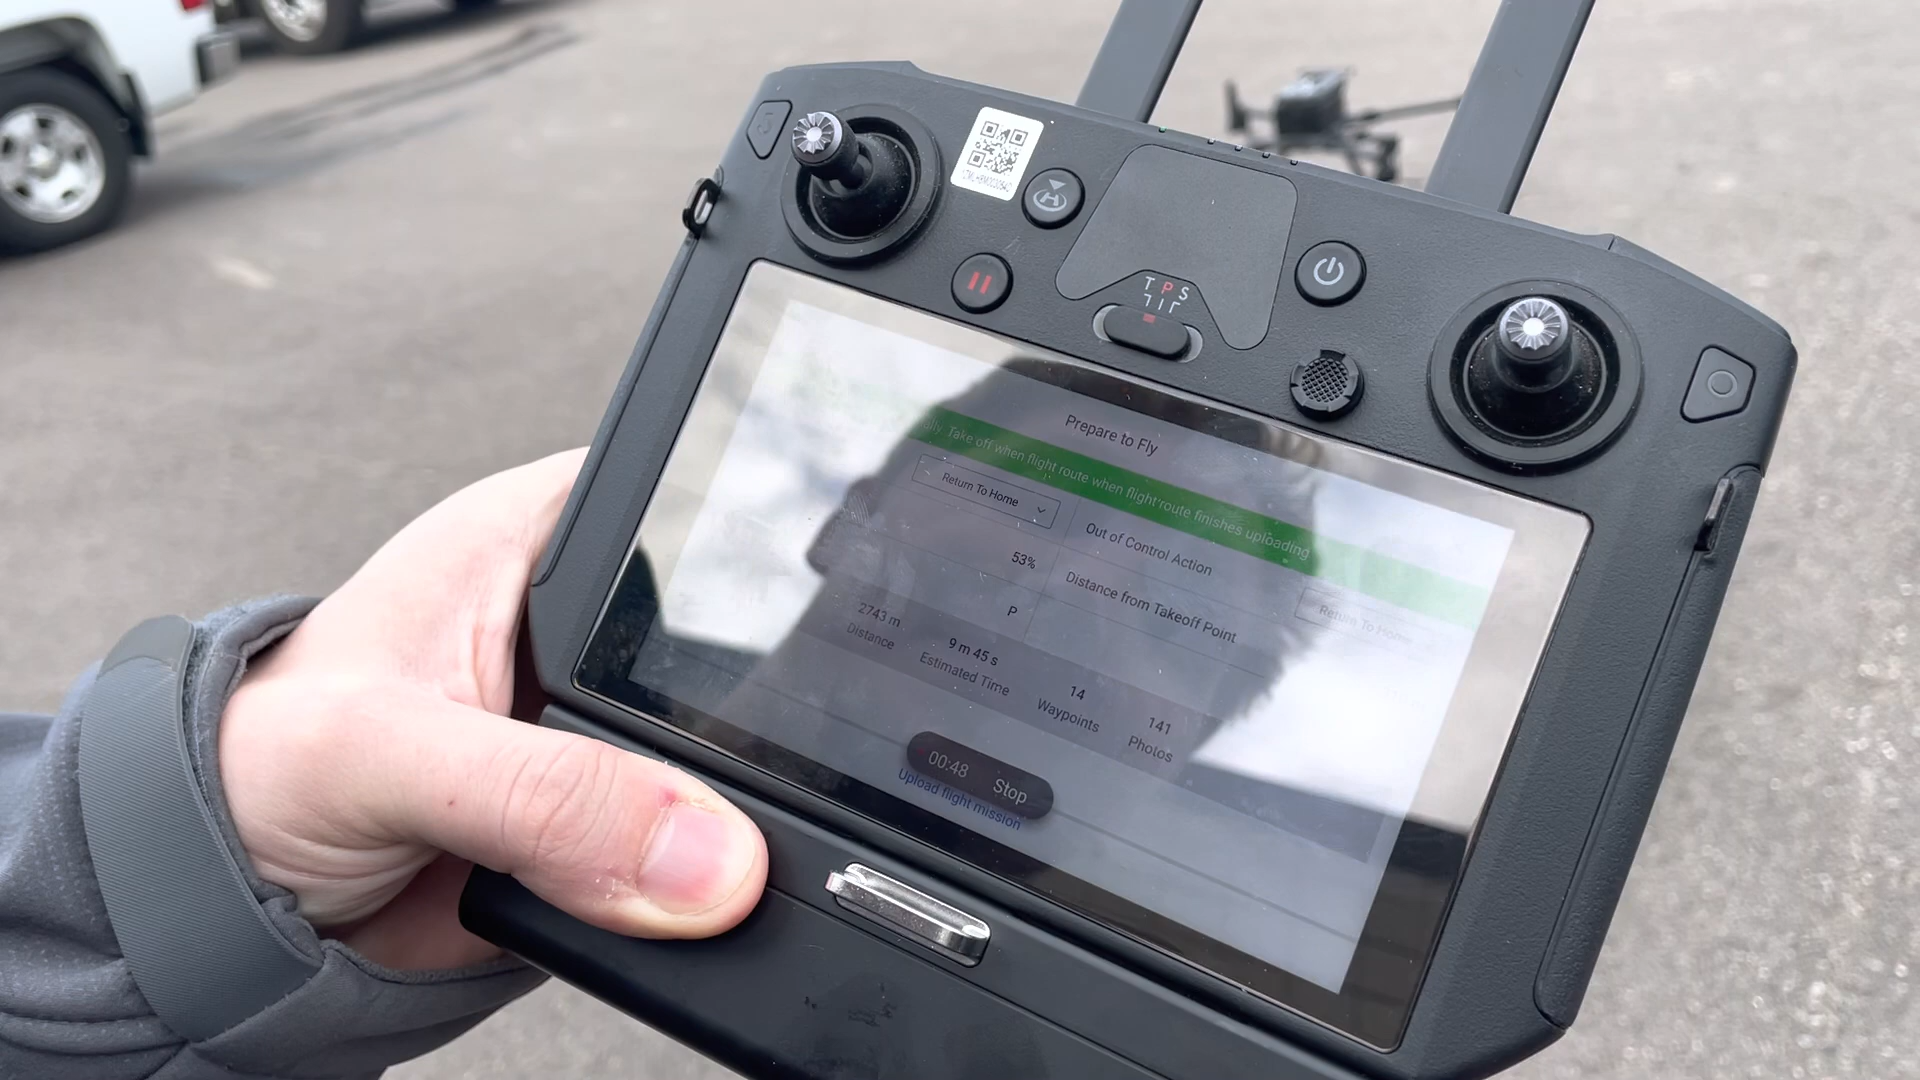 T P S
Prepare to Fly
ally Take off when flight route when flight route finishes uploading
Return To Home
Out of Control Action
Return To Home
53%
Distance from Takeoff Point
P
2743 m
Distance
9 m 45 s
Estimated Time
14
Waypoints
141
Photos
00:48 Stop
Upload flight mission